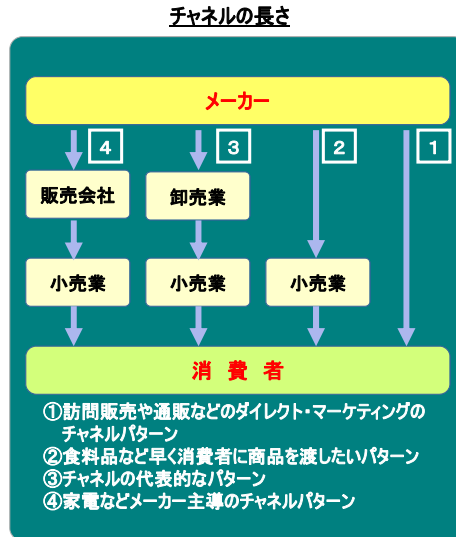 チャネルの長さ
メーカー
4
3
2
1
販売会社
卸売業
小売業
小売業
小売業
消 費 者
①訪問販売や通販などのダイレクト・マーケティングの
チャネルパターン
②食料品など早く消費者に商品を渡したいパターン
③チャネルの代表的なパターン
④家電などメーカー主導のチャネルパターン